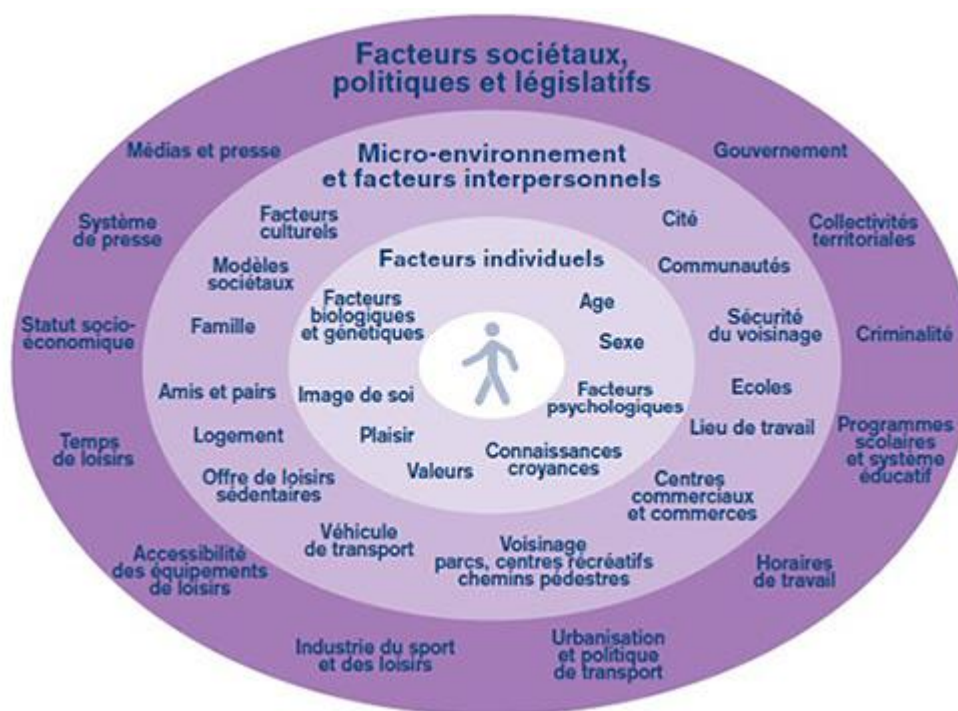 Facteurs sociétaux,
politiques et législatifs
Médias et presse
Gouvernement
Système
de presse
Collectivités
territoriales
Statut socio-
économique
Criminalité
Temps
de loisirs
Programmes
scolaires
et système
éducatif
Accessibilité
des équipements
de loisirs
Horaires
de travail
Industrie du sport
et des loisirs
Urbanisation
et politique
de transport
Micro-environnement
et facteurs interpersonnels
Facteurs
culturels
Cité
Modèles
sociétaux
Communautés
Famille
Sécurité
du voisinage
Amis et pairs
Ecoles
Logement
Lieu de travail
Offre de loisirs
sédentaires
Centres
commerciaux
et commerces
Véhicule
de transport
Voisinage
parcs, centres récréatifs
chemins pédestres
Facteurs individuels
Facteurs
biologiques
et génétiques
Age
Sexe
Image de soi
Facteurs
psychologiques
Plaisir
Valeurs
Connaissances
croyances